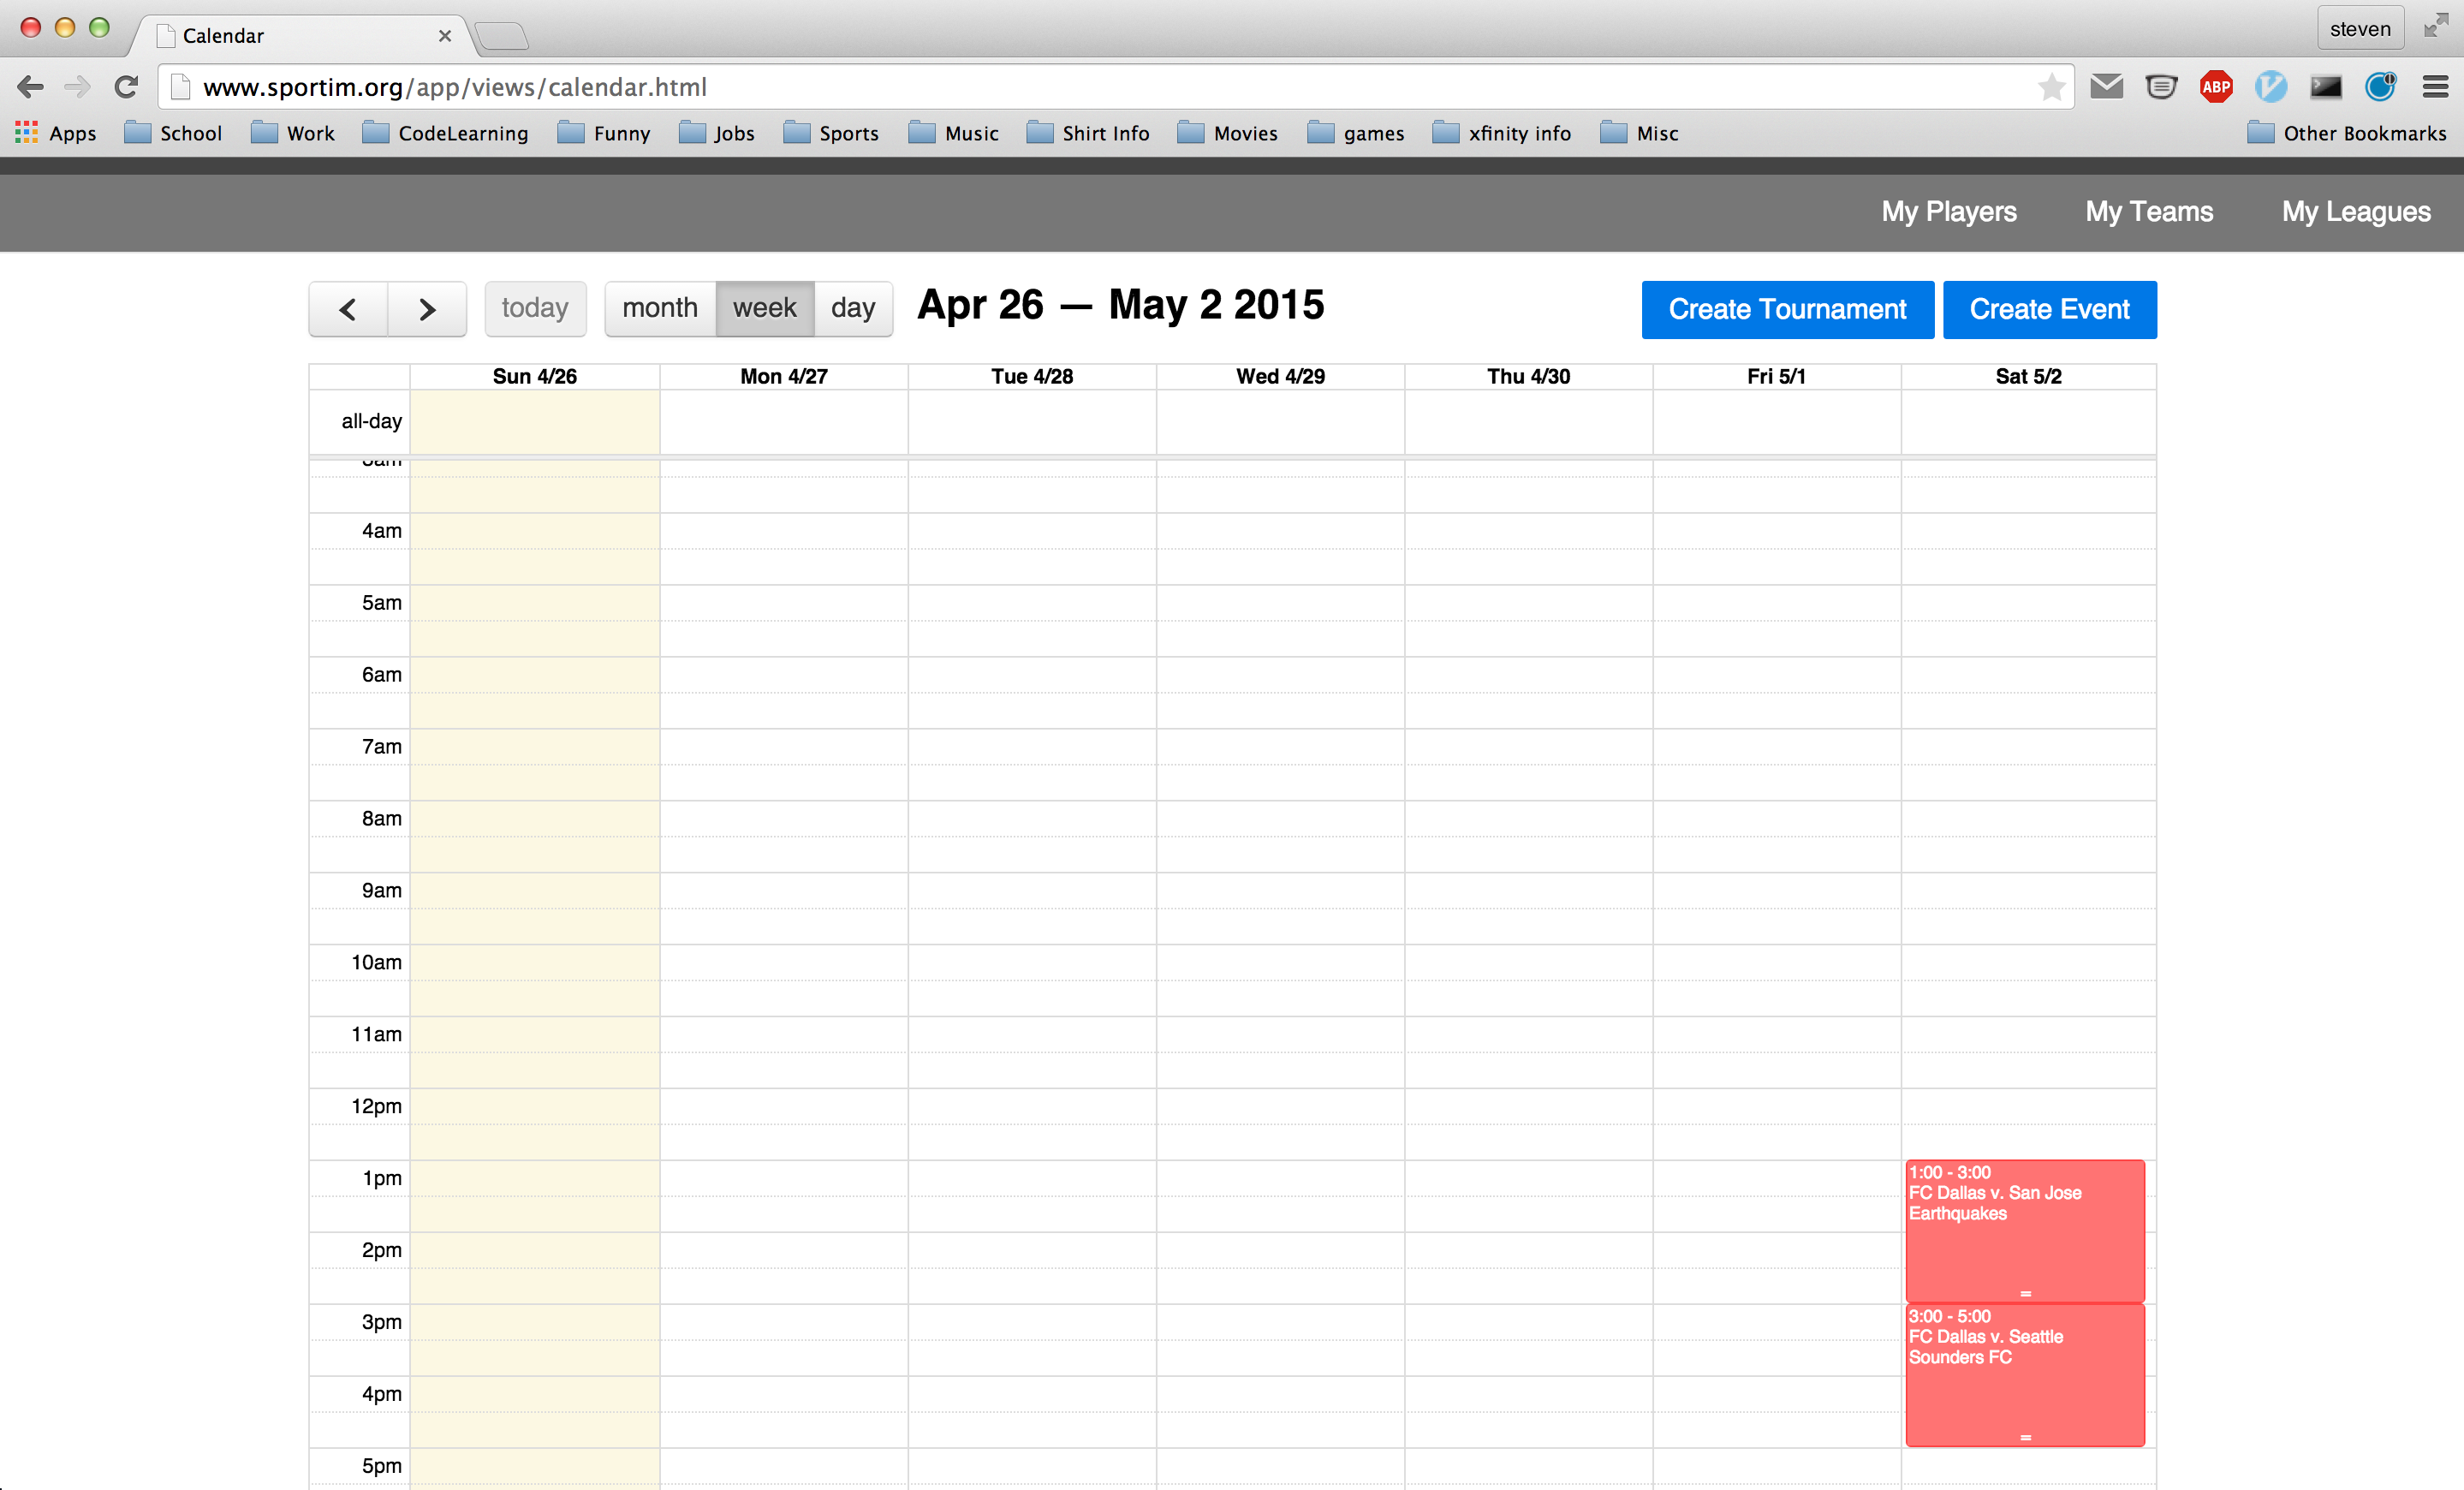 Calendar
steven
www.sportim.org/app/views/calendar.html
ABP
Apps School Work CodeLearning Funny Jobs Sports Music Shirt Info Movies games xfinity info Misc Other Bookmarks
My Players My Teams My Leagues
today month week day Apr 26 — May 2 2015 Create Tournament Create Event
Sun 4/26 Mon 4/27 Tue 4/28 Wed 4/29 Thu 4/30 Fri 5/1 Sat 5/2
all-day
4am
5am
6am
7am
8am
9am
10am
11am
12pm
1pm
1:00 - 3:00
FC Dallas v. San Jose
Earthquakes
2pm
3pm
3:00 - 5:00
FC Dallas v. Seattle
Sounders FC
4pm
5pm